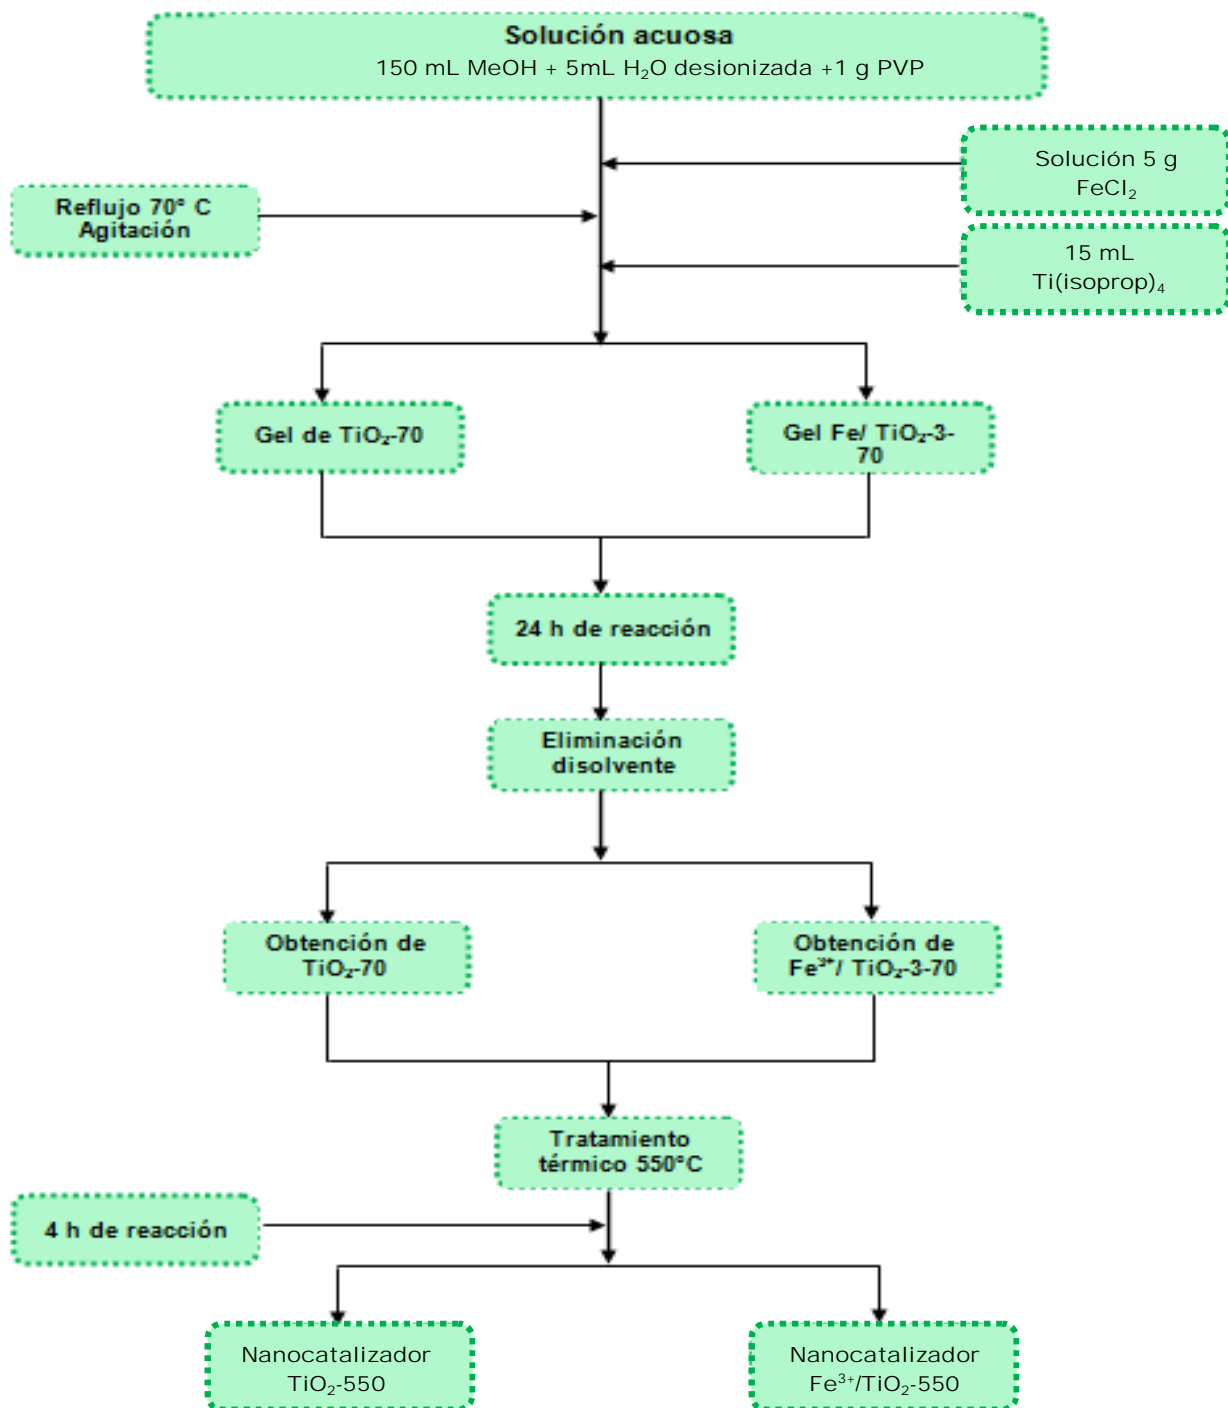 Solución acuosa
150 mL MeOH + 5mL H₂O desionizada +1 g PVP
Solución 5 g
FeCl₂
Reflujo 70° C
Agitación
15 mL
Ti(isoprop)₄
Gel de TiO₂-70
Gel Fe/ TiO₂-3-
70
24 h de reacción
Eliminación
disolvente
Obtención de
TiO₂-70
Obtención de
Fe³⁺/ TiO₂-3-70
Tratamiento
térmico 550°C
4 h de reacción
Nanocatalizador
TiO₂-550
Nanocatalizador
Fe³⁺/TiO₂-550